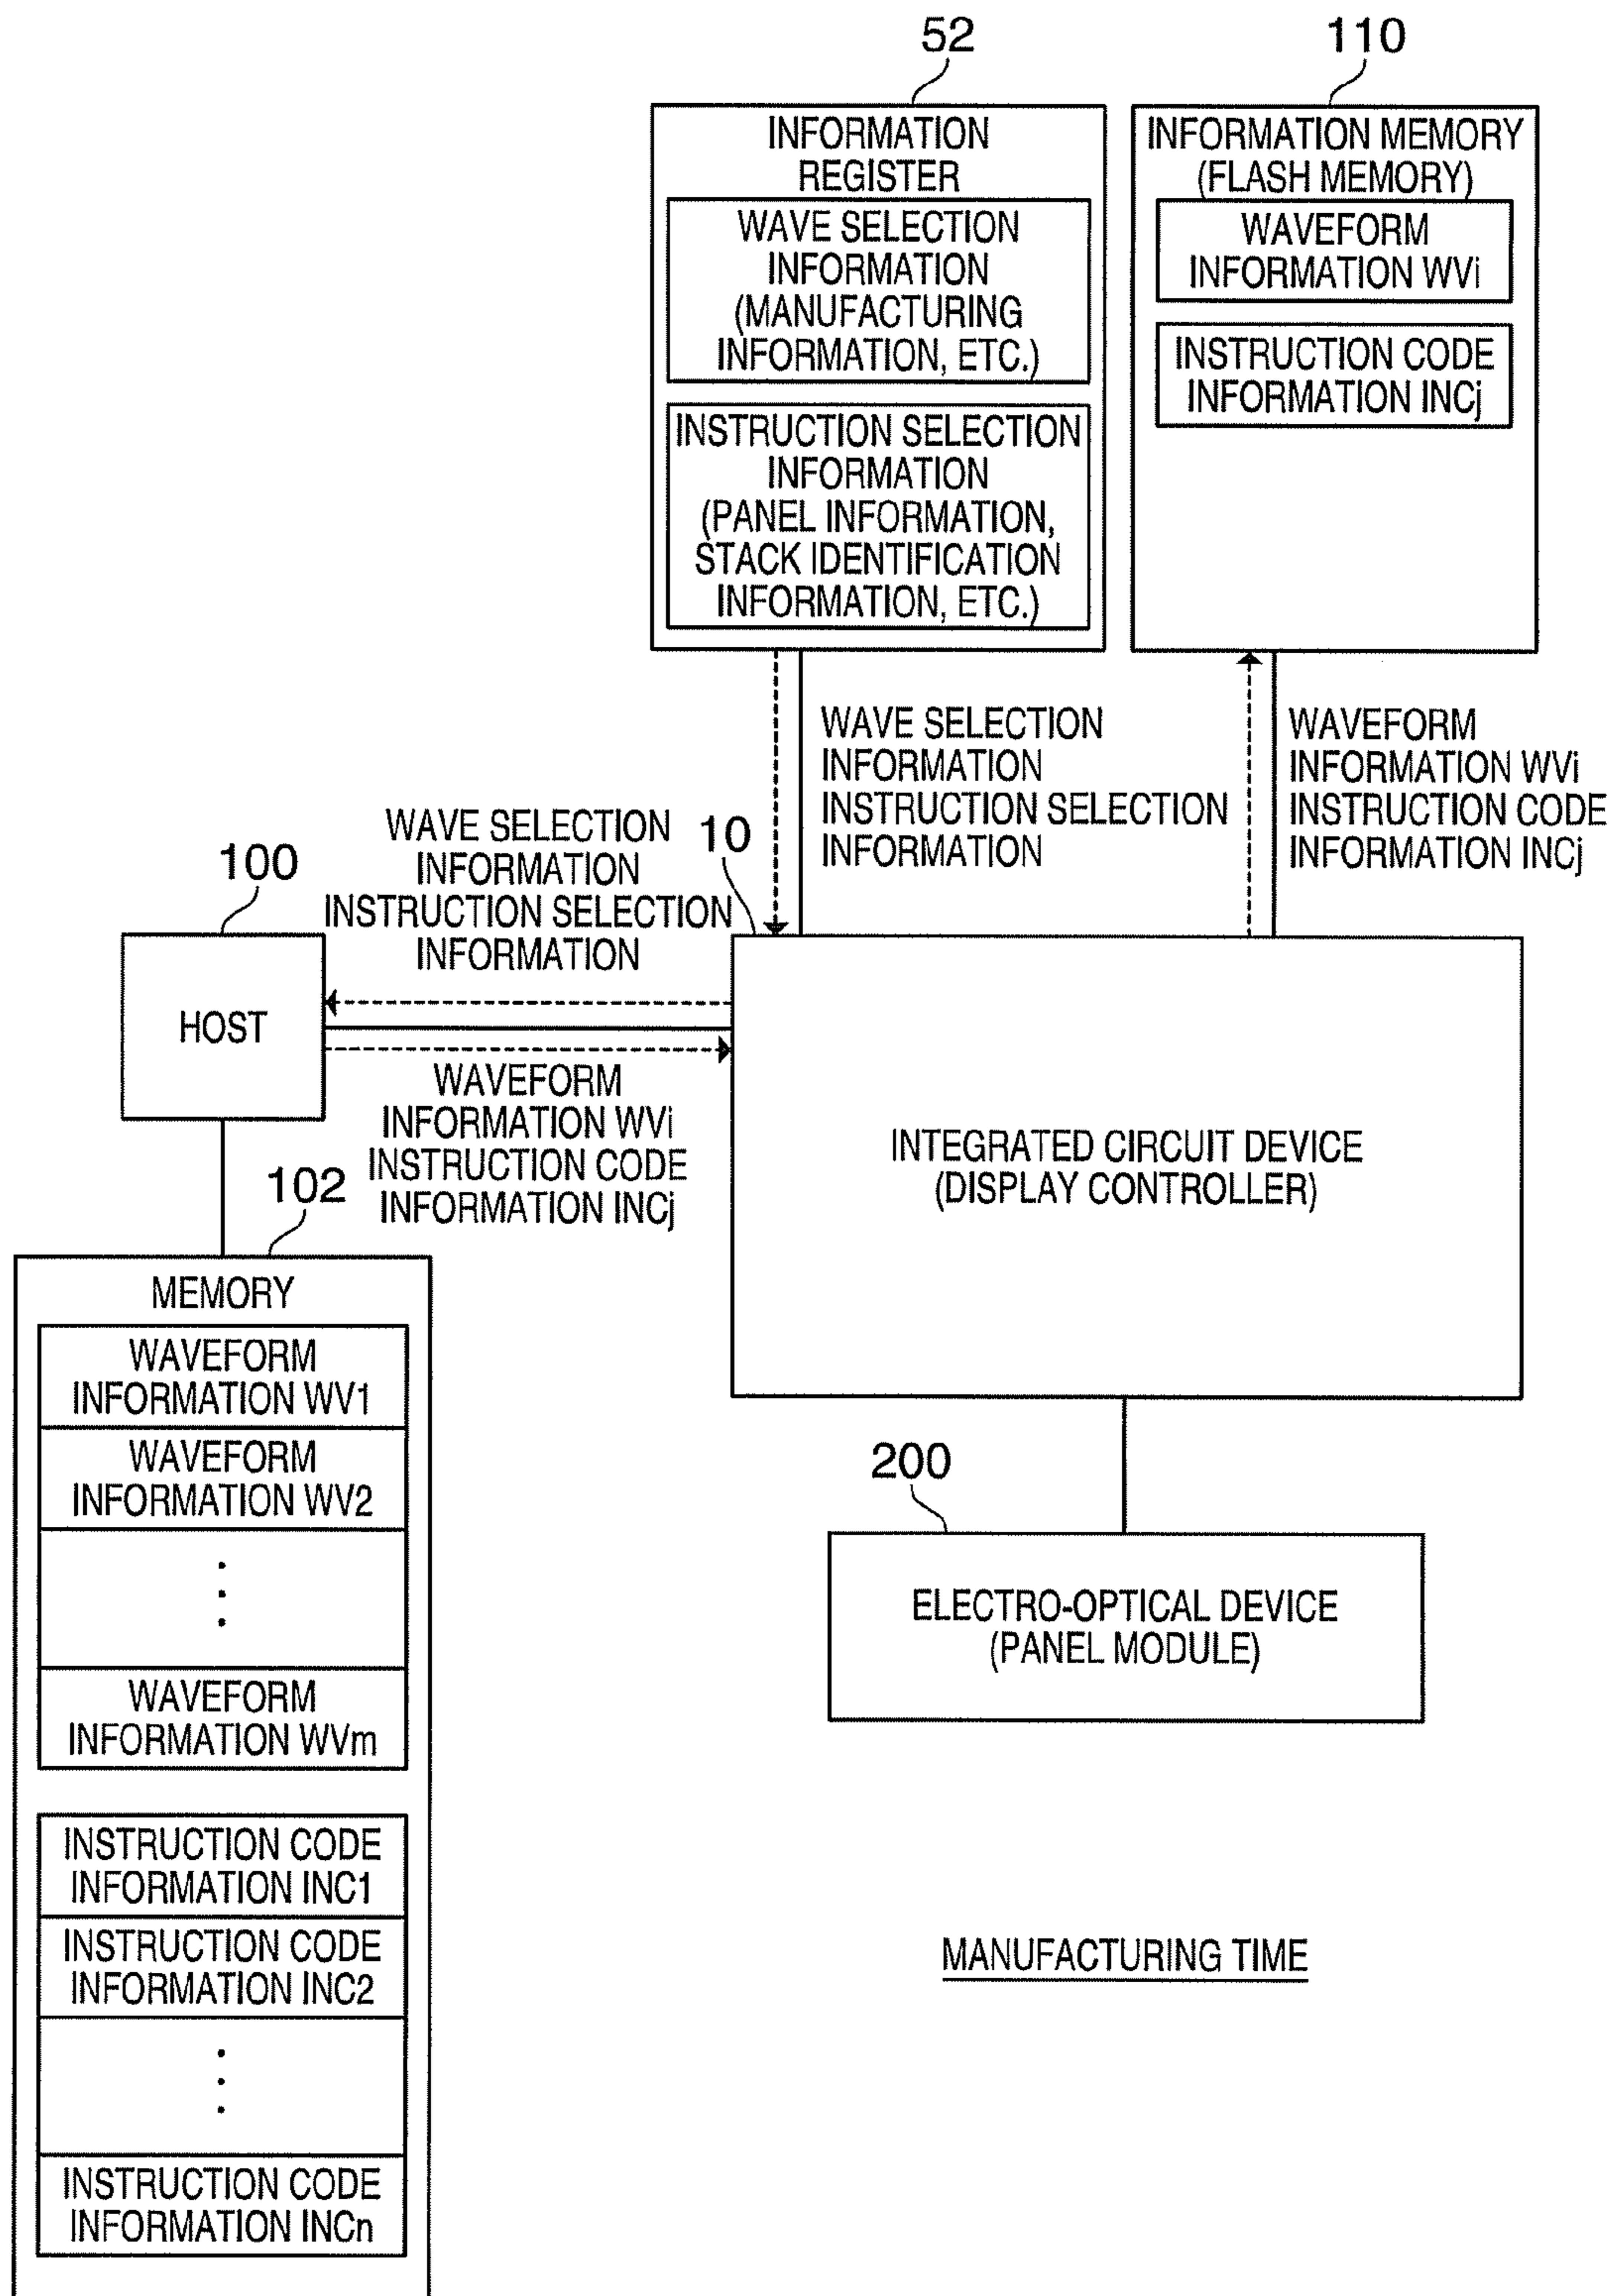 52
110
INFORMATION
REGISTER
WAVE SELECTION
INFORMATION
(MANUFACTURING
INFORMATION, ETC.)
INSTRUCTION SELECTION
INFORMATION
(PANEL INFORMATION,
STACK IDENTIFICATION
INFORMATION, ETC.)
INFORMATION MEMORY
(FLASH MEMORY)
WAVEFORM
INFORMATION WVi
INSTRUCTION CODE
INFORMATION INCj
WAVE SELECTION
INFORMATION
INSTRUCTION SELECTION
INFORMATION
WAVEFORM
INFORMATION WVi
INSTRUCTION CODE
INFORMATION INCj
WAVE SELECTION
INFORMATION
INSTRUCTION SELECTION
INFORMATION
10
100
HOST
WAVEFORM
INFORMATION WVi
INSTRUCTION CODE
INFORMATION INCj
INTEGRATED CIRCUIT DEVICE
(DISPLAY CONTROLLER)
102
MEMORY
WAVEFORM
INFORMATION WV1
WAVEFORM
INFORMATION WV2
WAVEFORM
INFORMATION WVm
INSTRUCTION CODE
INFORMATION INC1
INSTRUCTION CODE
INFORMATION INC2
INSTRUCTION CODE
INFORMATION INCn
200
ELECTRO-OPTICAL DEVICE
(PANEL MODULE)
MANUFACTURING TIME